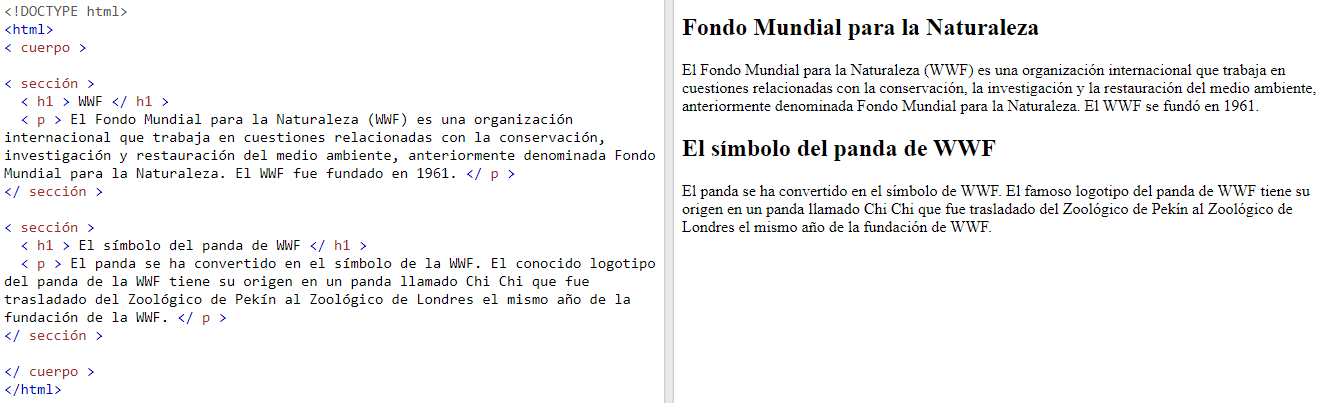 <!DOCTYPE html>
<html>
< cuerpo >
< sección >
< h1 > WWF </ h1 >
< p > El Fondo Mundial para la Naturaleza (WWF) es una organización
internacional que trabaja en cuestiones relacionadas con la conservación,
investigación y restauración del medio ambiente, anteriormente denominada Fondo
Mundial para la Naturaleza. El WWF fue fundado en 1961. </ p >
</ sección >
< sección >
< h1 > El símbolo del panda de WWF </ h1 >
< p > El panda se ha convertido en el símbolo de la WWF. El conocido logotipo
del panda de la WWF tiene su origen en un panda llamado Chi Chi que fue
trasladado del Zoológico de Pekín al Zoológico de Londres el mismo año de la
fundación de la WWF. </ p >
</ sección >
</ cuerpo >
</html>
Fondo Mundial para la Naturaleza
El Fondo Mundial para la Naturaleza (WWF) es una organización internacional que trabaja en
cuestiones relacionadas con la conservación, la investigación y la restauración del medio ambiente,
anteriormente denominada Fondo Mundial para la Naturaleza. El WWF se fundó en 1961.
El símbolo del panda de WWF
El panda se ha convertido en el símbolo de WWF. El famoso logotipo del panda de WWF tiene su
origen en un panda llamado Chi Chi que fue trasladado del Zoológico de Pekín al Zoológico de
Londres el mismo año de la fundación de WWF.